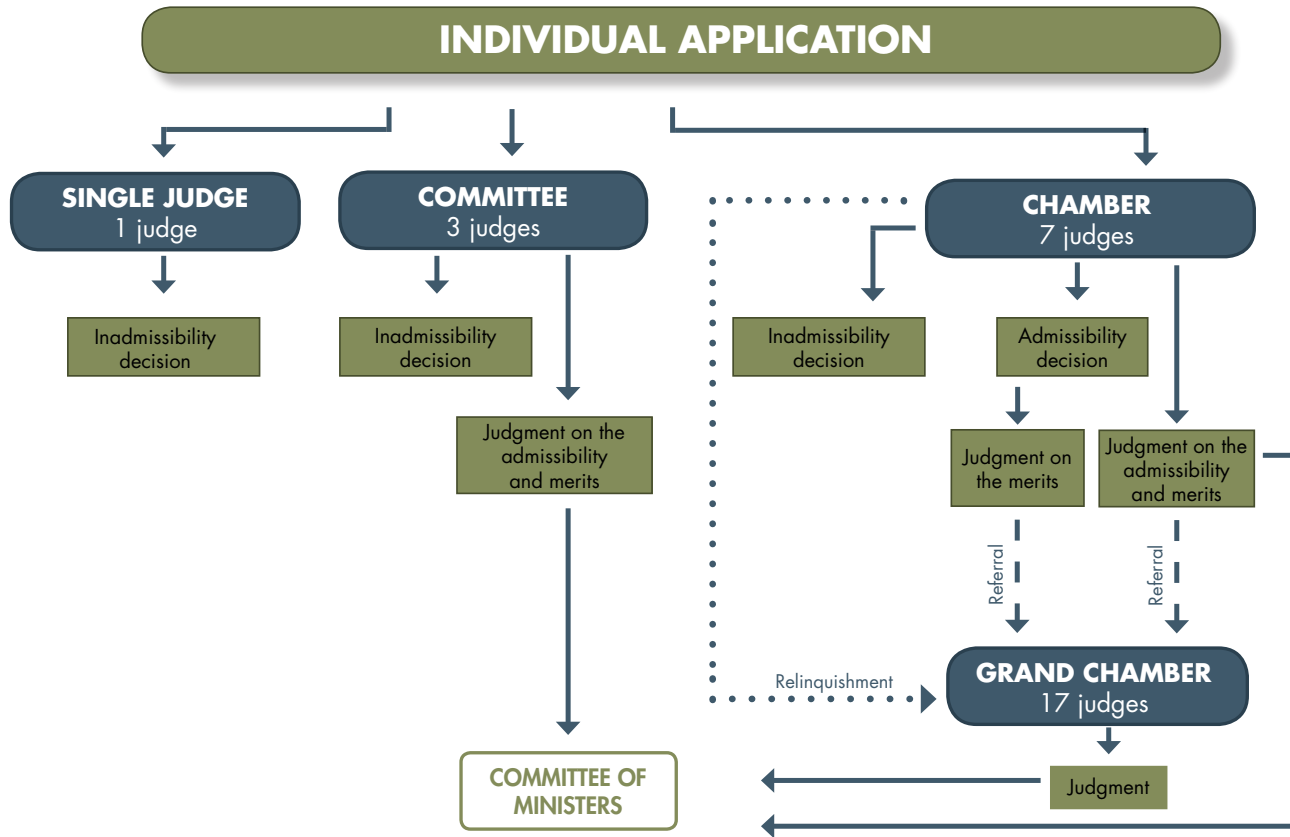 INDIVIDUAL APPLICATION
SINGLE JUDGE
1 judge
COMMITTEE
3 judges
CHAMBER
7 judges
Inadmissibility
decision
Inadmissibility
decision
Inadmissibility
decision
Admissibility
decision
Judgment on the
admissibility
and merits
Judgment on
the merits
Judgment on the
admissibility
and merits
Referral
Referral
Relinquishment
GRAND CHAMBER
17 judges
COMMITTEE OF
MINISTERS
Judgment